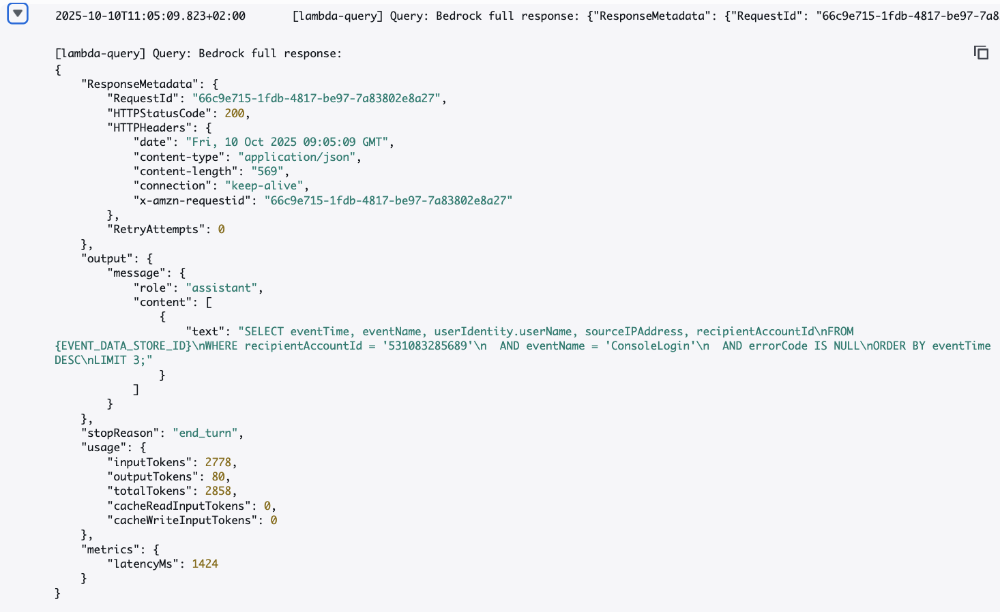 2025-10-10T11:05:09.823+02:00 [lambda-query] Query: Bedrock full response: {"ResponseMetadata": {"RequestId": "66c9e715-1fdb-4817-be97-7a8
[lambda-query] Query: Bedrock full response:
{
    "ResponseMetadata": {
        "RequestId": "66c9e715-1fdb-4817-be97-7a83802e8a27",
        "HTTPStatusCode": 200,
        "HTTPHeaders": {
            "date": "Fri, 10 Oct 2025 09:05:09 GMT",
            "content-type": "application/json",
            "content-length": "569",
            "connection": "keep-alive",
            "x-amzn-requestid": "66c9e715-1fdb-4817-be97-7a83802e8a27"
        },
        "RetryAttempts": 0
    },
    "output": {
        "message": {
            "role": "assistant",
            "content": [
                {
                    "text": "SELECT eventTime, eventName, userIdentity.userName, sourceIPAddress, recipientAccountId\nFROM
{EVENT_DATA_STORE_ID}\nWHERE recipientAccountId = '531083285689'\n  AND eventName = 'ConsoleLogin'\n  AND errorCode IS NULL\nORDER BY eventTime
DESC\nLIMIT 3;"
                }
            ]
        }
    },
    "stopReason": "end_turn",
    "usage": {
        "inputTokens": 2778,
        "outputTokens": 80,
        "totalTokens": 2858,
        "cacheReadInputTokens": 0,
        "cacheWriteInputTokens": 0
    },
    "metrics": {
        "latencyMs": 1424
    }
}